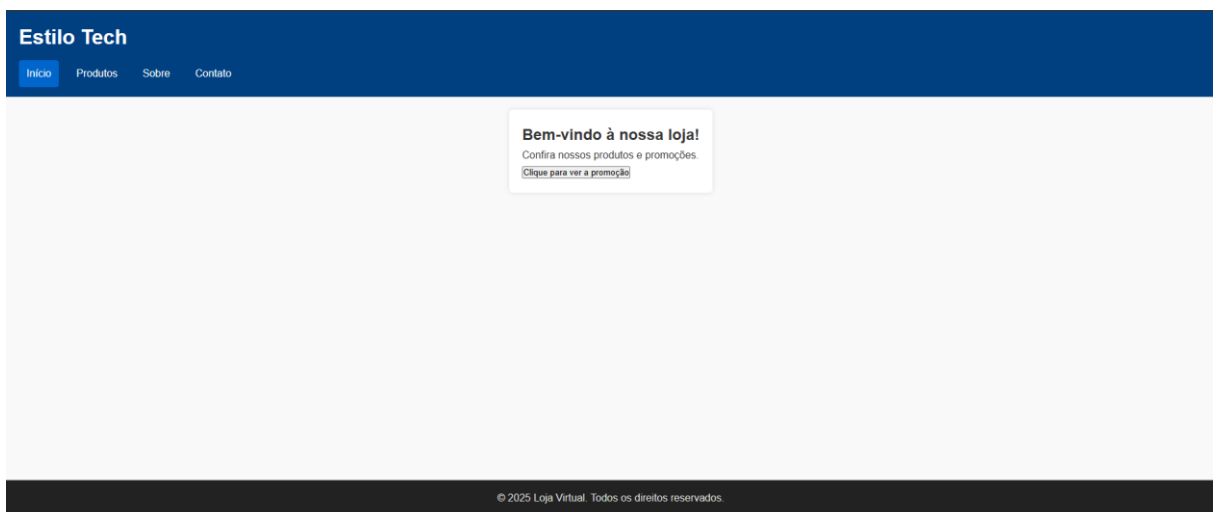 Estilo Tech
Início Produtos Sobre Contato
Bem-vindo à nossa loja!
Confira nossos produtos e promoções.
Clique para ver a promoção
© 2025 Loja Virtual. Todos os direitos reservados.